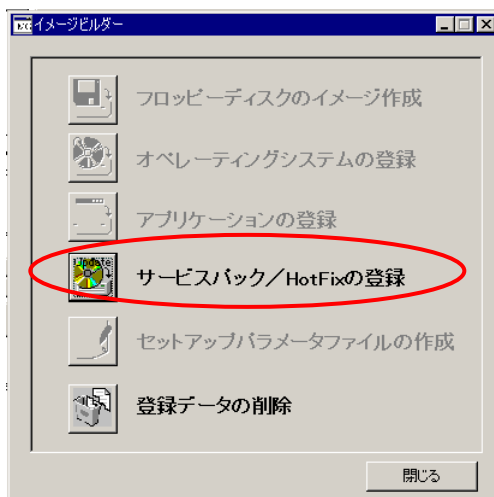 イメージビルダー
フロッピーディスクのイメージ作成
オペレーティングシステムの登録
アプリケーションの登録
Update
サービスパック／HotFixの登録
セットアップパラメータファイルの作成
登録データの削除
閉じる